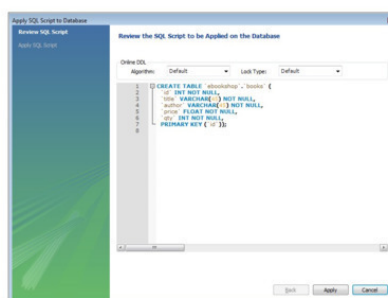 Apply SQL Script to Database
Review SQL Script
Apply SQL Script
Review the SQL Script to be Applied on the Database
Online DDL
Algorithm: Default Lock Type: Default
1 CREATE TABLE `ebookshop`.`books` (
2 `id` INT NOT NULL,
3 `title` VARCHAR(45) NOT NULL,
4 `author` VARCHAR(45) NOT NULL,
5 `price` FLOAT NOT NULL,
6 `qty` INT NOT NULL,
7 PRIMARY KEY (`id`));
8
Back Apply Cancel